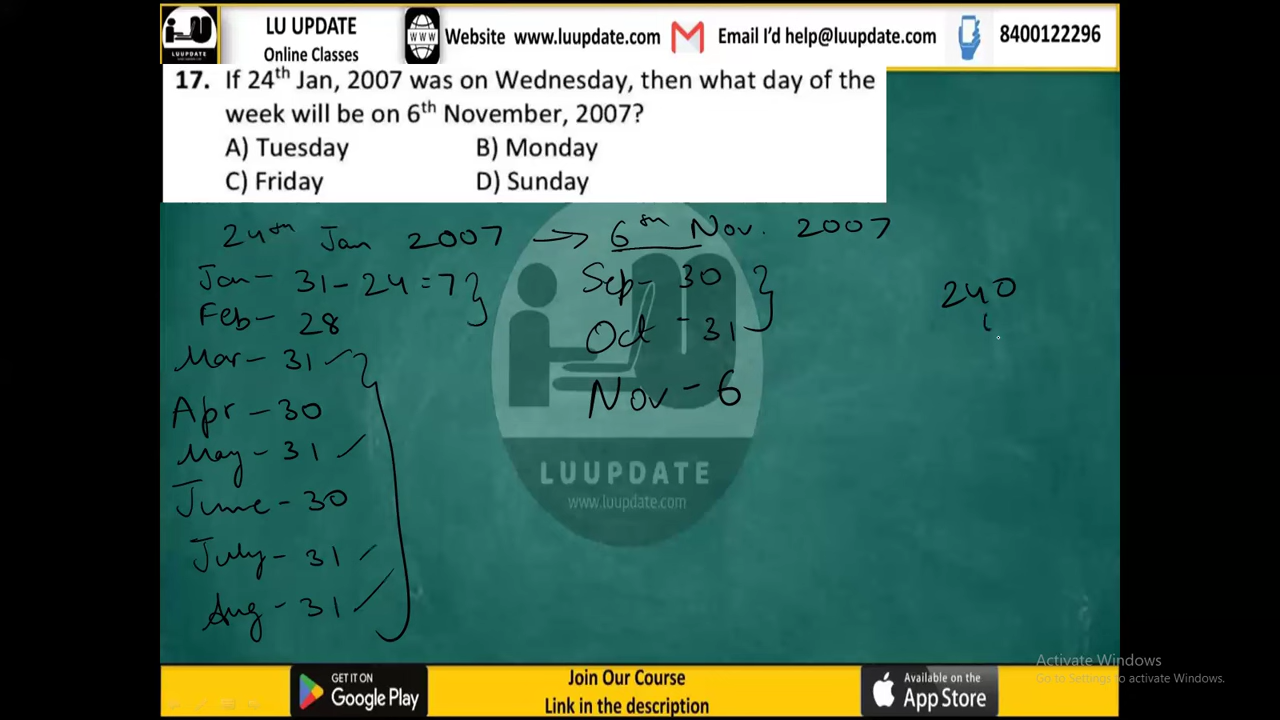 LU UPDATE
Online Classes
LUUPDATE
WWW
Website www.luupdate.com
Email I’d help@luupdate.com
8400122296
17. If 24th Jan, 2007 was on Wednesday, then what day of the
week will be on 6th November, 2007?
A) Tuesday B) Monday
C) Friday D) Sunday
24th Jan 2007 → 6th Nov. 2007
Jan - 31 - 24 = 7
Feb - 28
Mar - 31
Apr - 30
May - 31
June - 30
July - 31
Aug - 31
Sep - 30
Oct - 31
Nov - 6
240
LUUPDATE
www.luupdate.com
GET IT ON
Google Play
Join Our Course
Link in the description
Available on the
App Store
Activate Windows
Go to Settings to activate Windows.